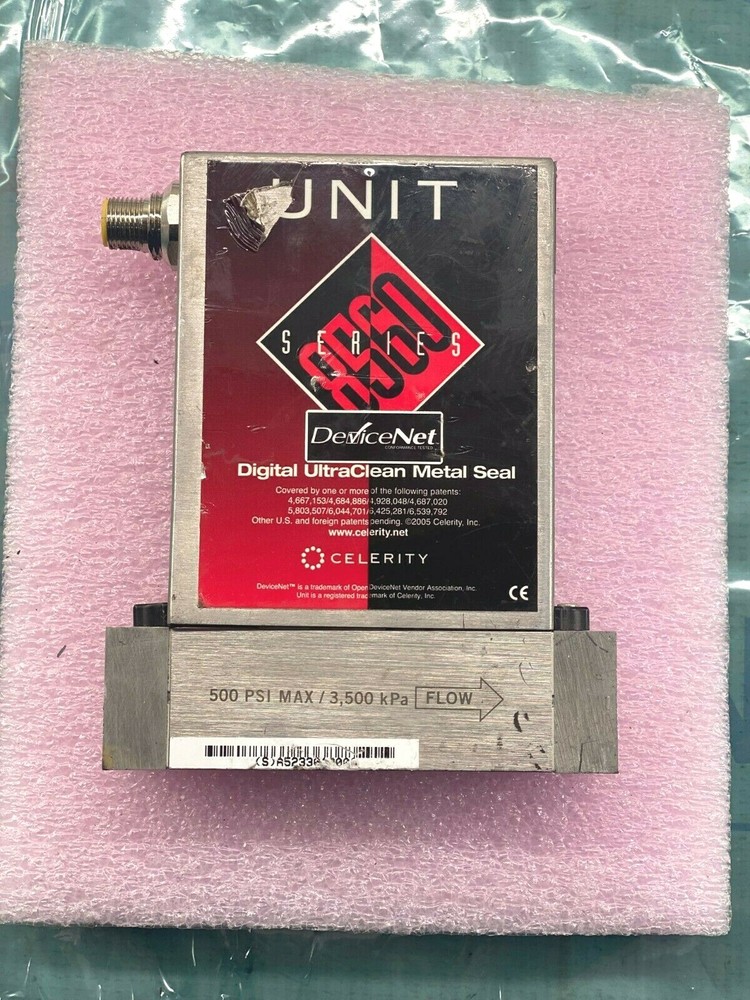 UNIT
8560
SERIES
DeviceNet
CONFORMANCE TESTED
Digital UltraClean Metal Seal
Covered by one or more of the following patents:
4,667,153/4,684,886/4,928,048/4,687,020
5,803,507/6,044,701/6,425,281/6,539,792
Other U.S. and foreign patents pending. ©2005 Celerity, Inc.
www.celerity.net
CELERITY
DeviceNet™ is a trademark of Open DeviceNet Vendor Association, Inc.
Unit is a registered trademark of Celerity, Inc.
CE
500 PSI MAX / 3,500 kPa FLOW